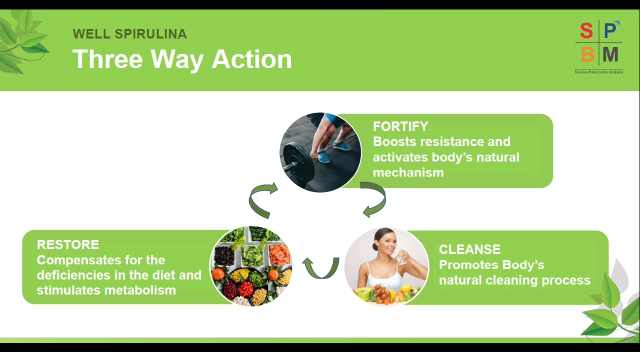 WELL SPIRULINA
Three Way Action
S P
B M
FORTIFY
Boosts resistance and
activates body's natural
mechanism
RESTORE
Compensates for the
deficiencies in the diet and
stimulates metabolism
CLEANSE
Promotes Body's
natural cleaning process